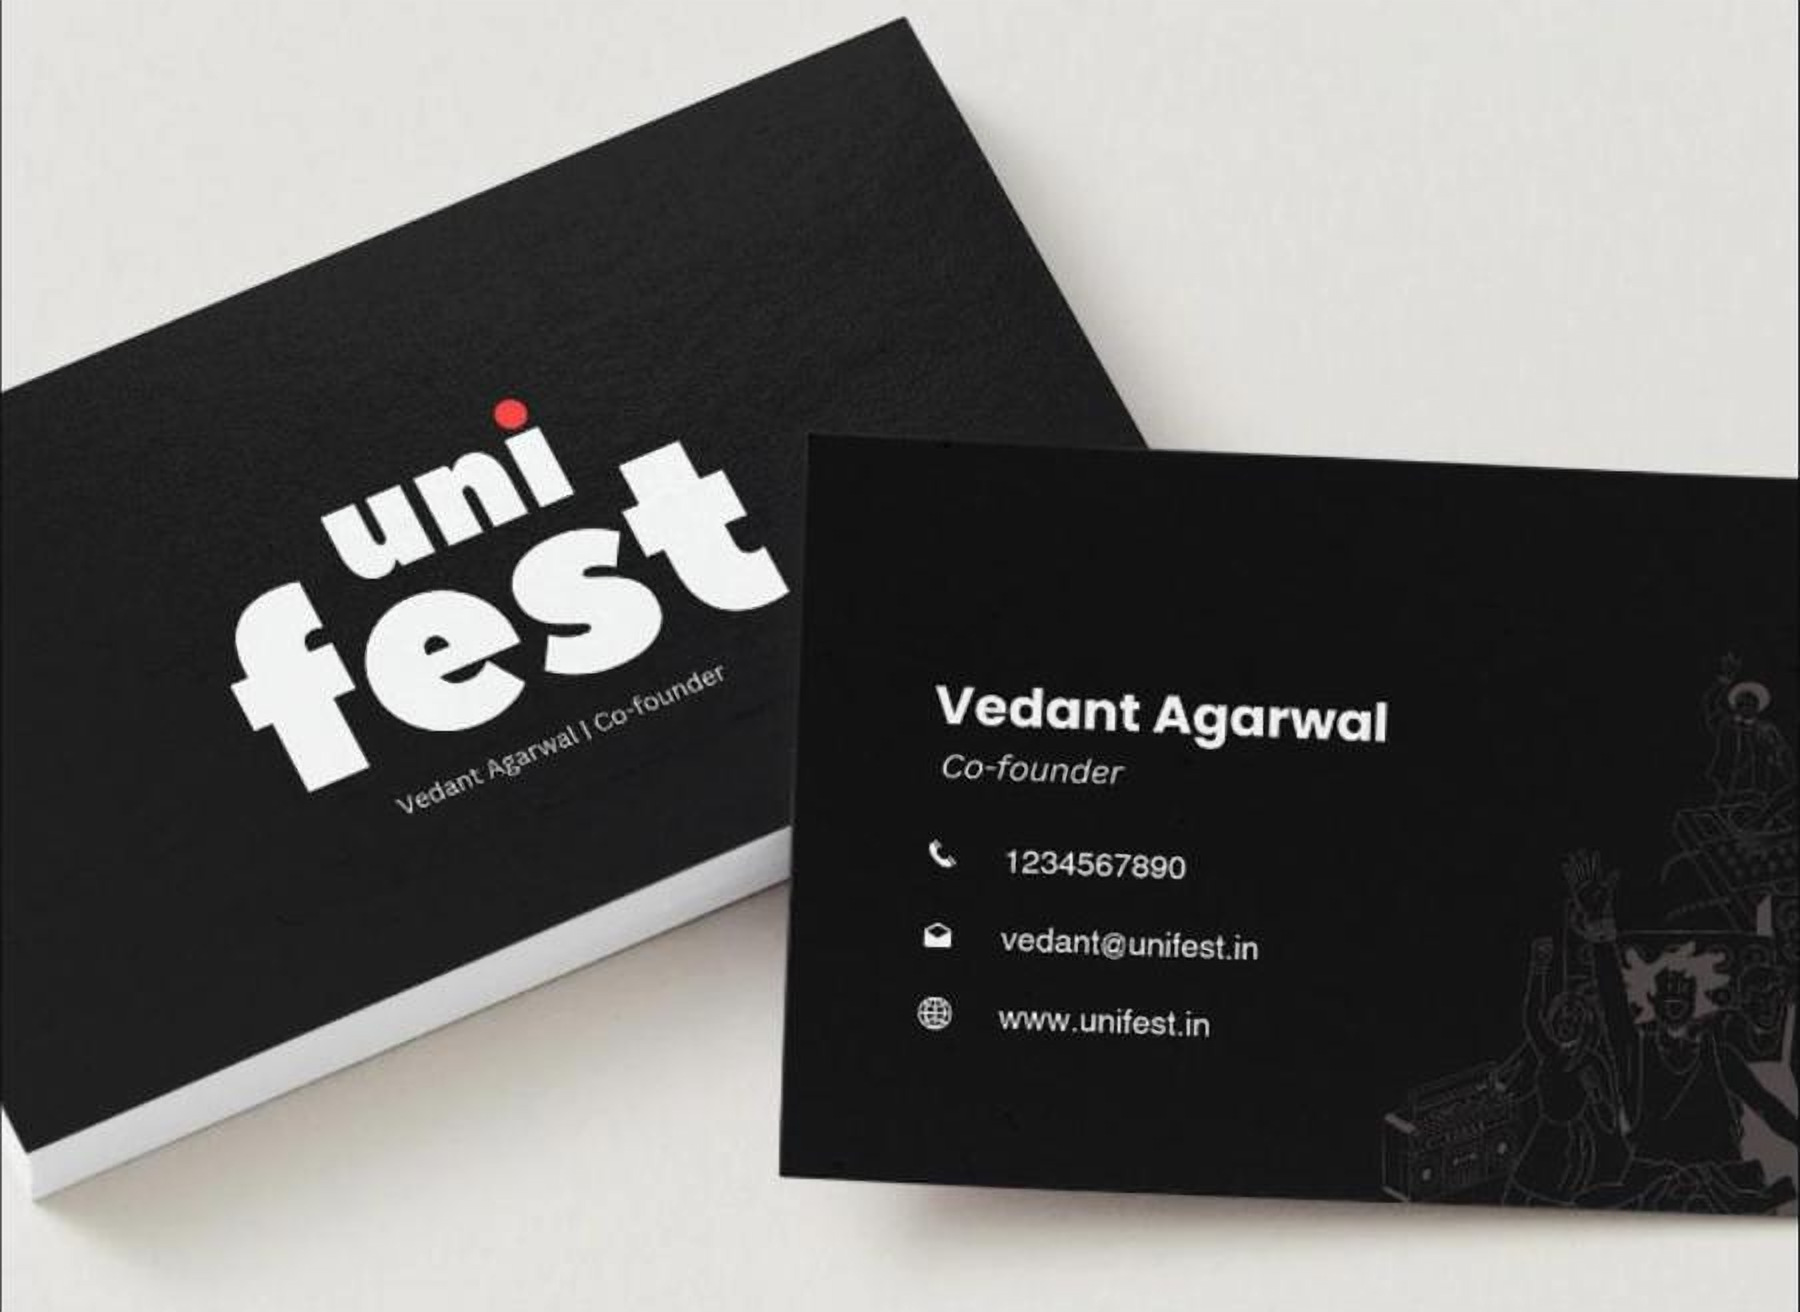 uni
fest
Vedant Agarwal | Co-founder
Vedant Agarwal
Co-founder
1234567890
vedant@unifest.in
www.unifest.in